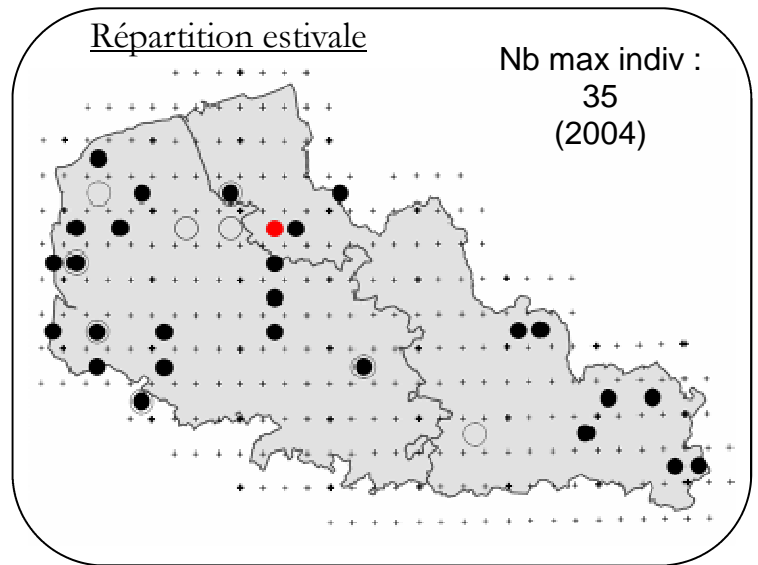 Répartition estivale
Nb max indiv :
35
(2004)